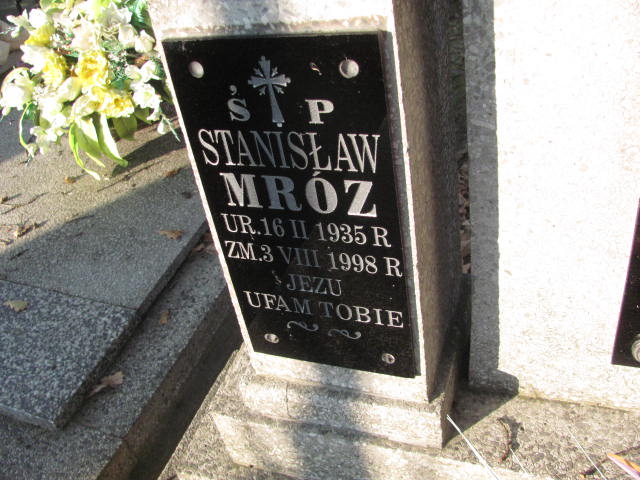 Ś P
STANISŁAW
MRÓZ
UR. 16 II 1935 R
ZM. 3 VIII 1998 R
JEZU
UFAM TOBIE